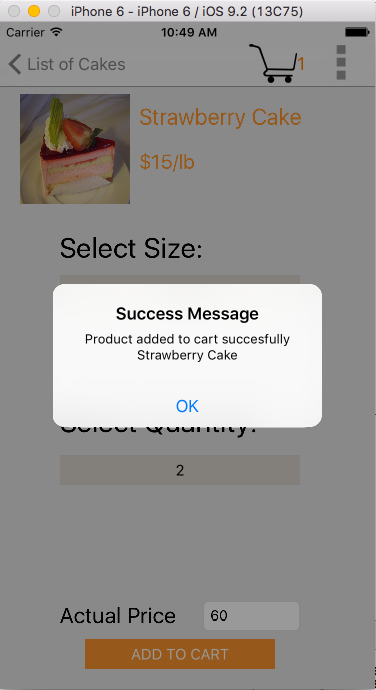 iPhone 6 - iPhone 6 / iOS 9.2 (13C75)
Carrier 10:49 AM
List of Cakes 1
Strawberry Cake
$15/lb
Select Size:
Success Message
Product added to cart succesfully
Strawberry Cake
OK
Select Quantity:
2
Actual Price 60
ADD TO CART